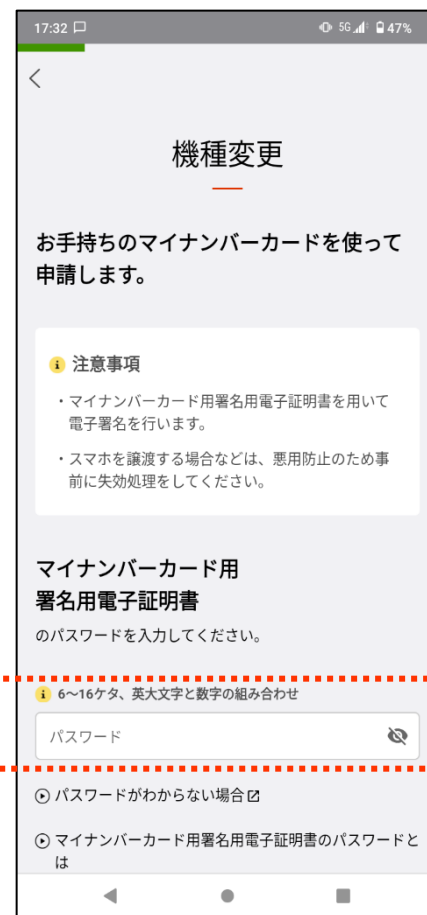 17:32 5G 47%
機種変更
お手持ちのマイナンバーカードを使って
申請します。
注意事項
・マイナンバーカード用署名用電子証明書を用いて
電子署名を行います。
・スマホを譲渡する場合などは、悪用防止のため事
前に失効処理をしてください。
マイナンバーカード用
署名用電子証明書
のパスワードを入力してください。
6～16ケタ、英大文字と数字の組み合わせ
パスワード
パスワードがわからない場合
マイナンバーカード用署名用電子証明書のパスワードと
は